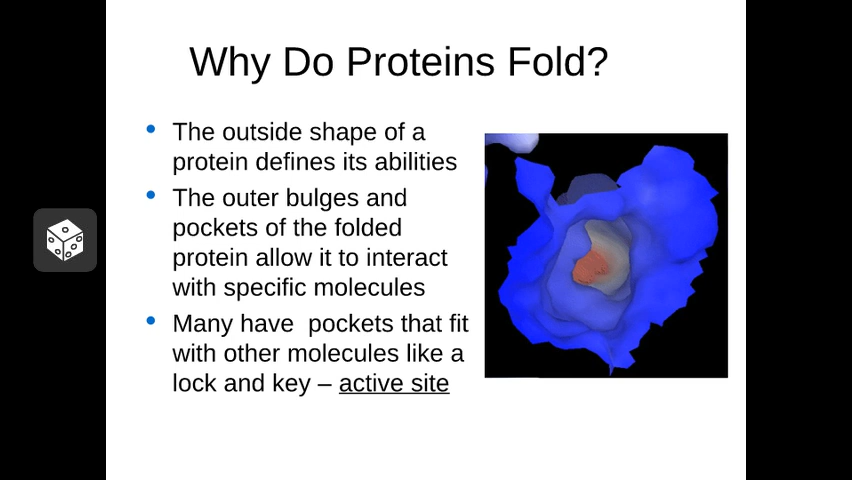 Why Do Proteins Fold?
• The outside shape of a
protein defines its abilities
• The outer bulges and
pockets of the folded
protein allow it to interact
with specific molecules
• Many have  pockets that fit
with other molecules like a
lock and key – active site